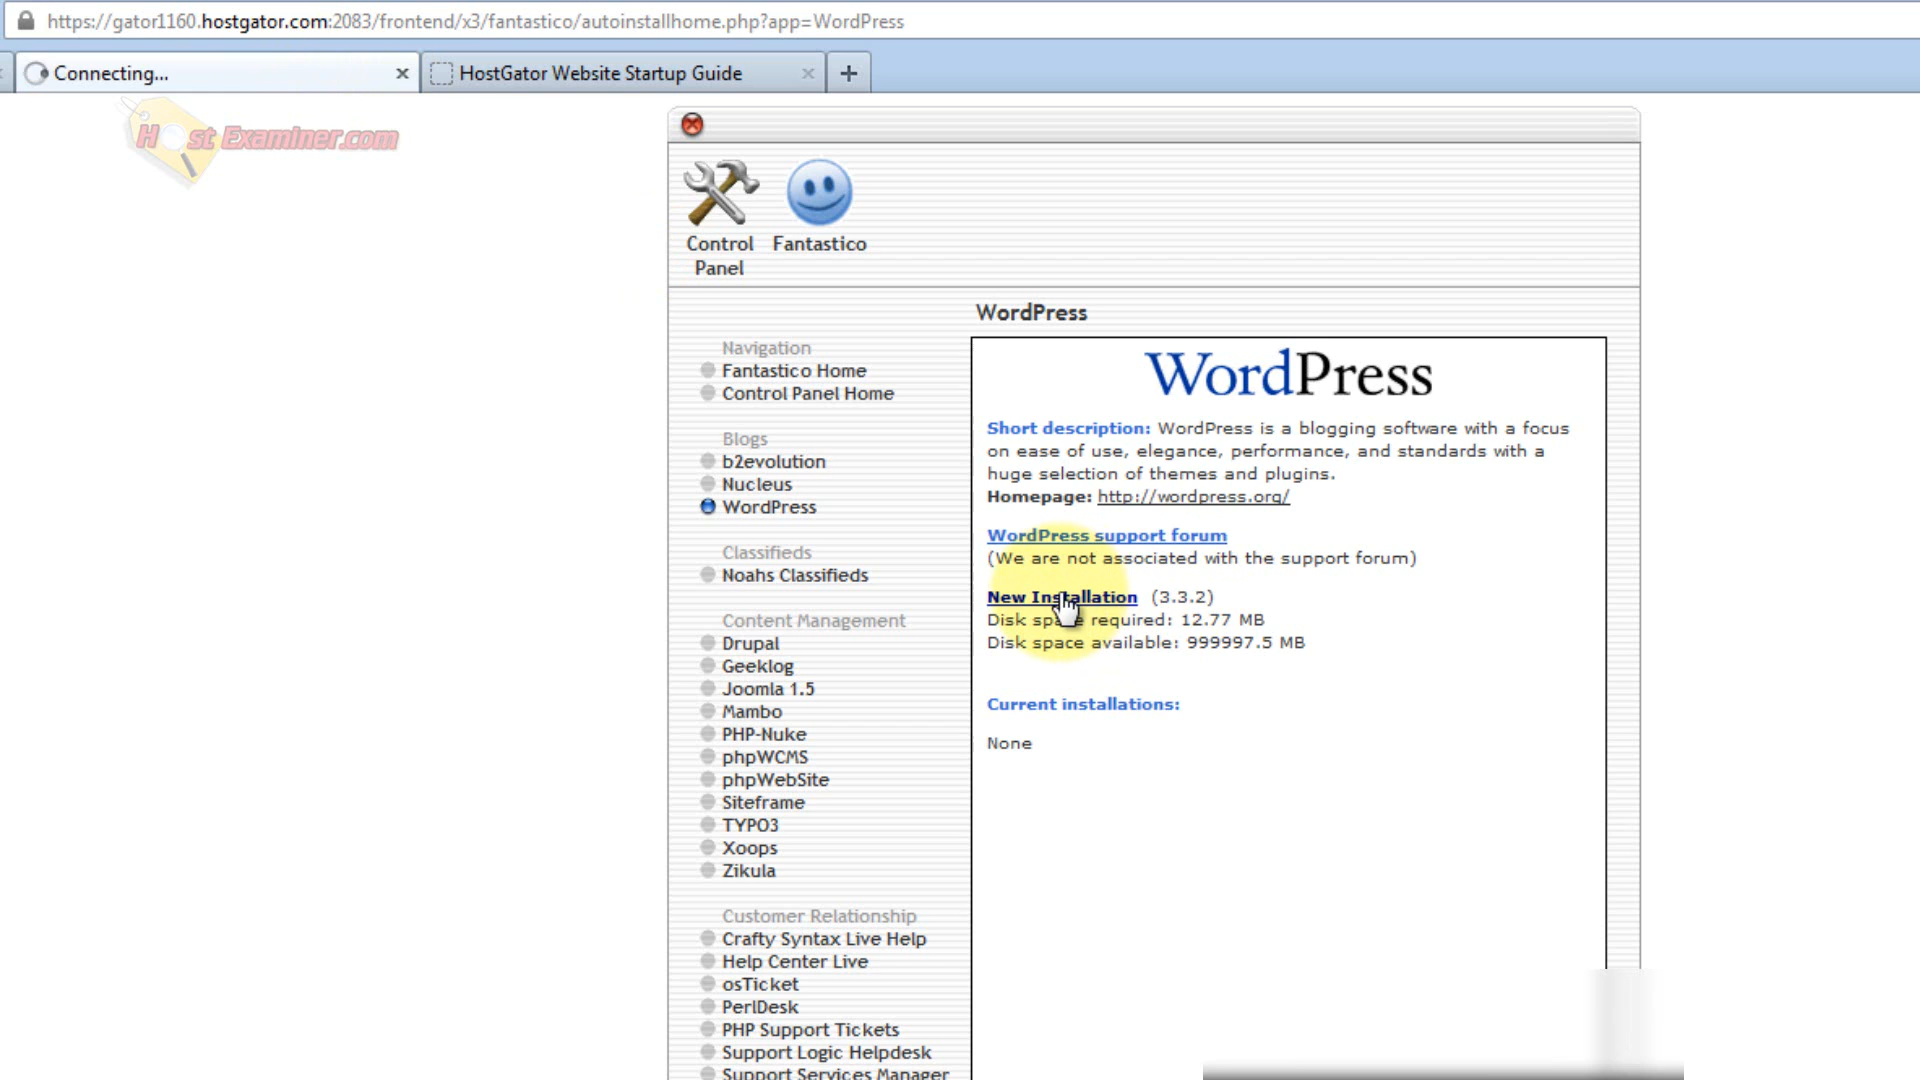 https://gator1160.hostgator.com:2083/frontend/x3/fantastico/autoinstallhome.php?app=WordPress
Connecting...
HostGator Website Startup Guide
Host Examiner.com
Control Panel
Fantastico
WordPress
Navigation
Fantastico Home
Control Panel Home
Blogs
b2evolution
Nucleus
WordPress
Classifieds
Noahs Classifieds
Content Management
Drupal
Geeklog
Joomla 1.5
Mambo
PHP-Nuke
phpWCMS
phpWebSite
Siteframe
TYPO3
Xoops
Zikula
Customer Relationship
Crafty Syntax Live Help
Help Center Live
osTicket
PerlDesk
PHP Support Tickets
Support Logic Helpdesk
Support Services Manager
WordPress
Short description: WordPress is a blogging software with a focus
on ease of use, elegance, performance, and standards with a
huge selection of themes and plugins.
Homepage: http://wordpress.org/
WordPress support forum
(We are not associated with the support forum)
New Installation (3.3.2)
Disk space required: 12.77 MB
Disk space available: 999997.5 MB
Current installations:
None